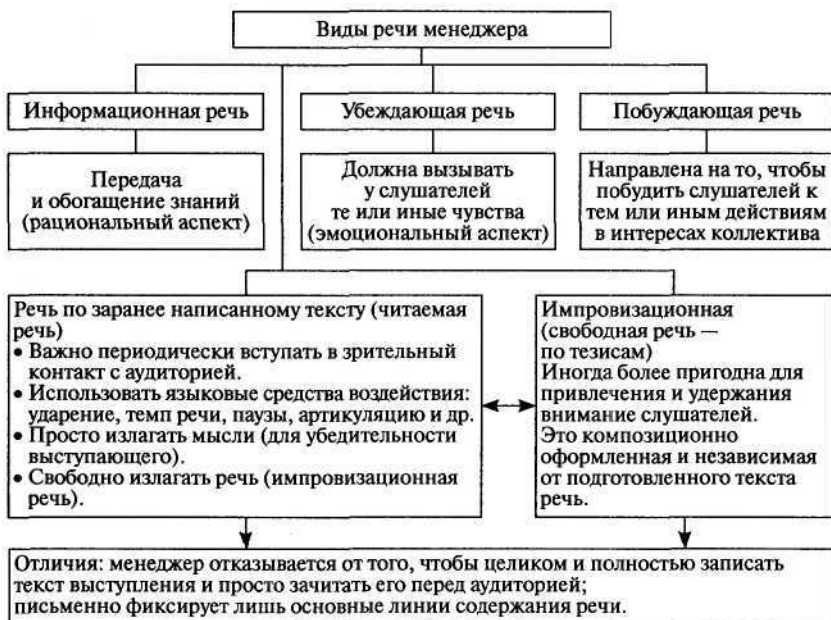 Виды речи менеджера
Информационная речь
Убеждающая речь
Побуждающая речь
Передача
и обогащение знаний
(рациональный аспект)
Должна вызывать
у слушателей
те или иные чувства
(эмоциональный аспект)
Направлена на то, чтобы
побудить слушателей к
тем или иным действиям
в интересах коллектива
Речь по заранее написанному тексту (читаемая
речь)
• Важно периодически вступать в зрительный
контакт с аудиторией.
• Использовать языковые средства воздействия:
ударение, темп речи, паузы, артикуляцию и др.
• Просто излагать мысли (для убедительности
выступающего).
• Свободно излагать речь (импровизационная
речь).
Импровизационная
(свободная речь —
по тезисам)
Иногда более пригодна для
привлечения и удержания
внимание слушателей.
Это композиционно
оформленная и независимая
от подготовленного текста
речь.
Отличия: менеджер отказывается от того, чтобы целиком и полностью записать
текст выступления и просто зачитать его перед аудиторией;
письменно фиксирует лишь основные линии содержания речи.